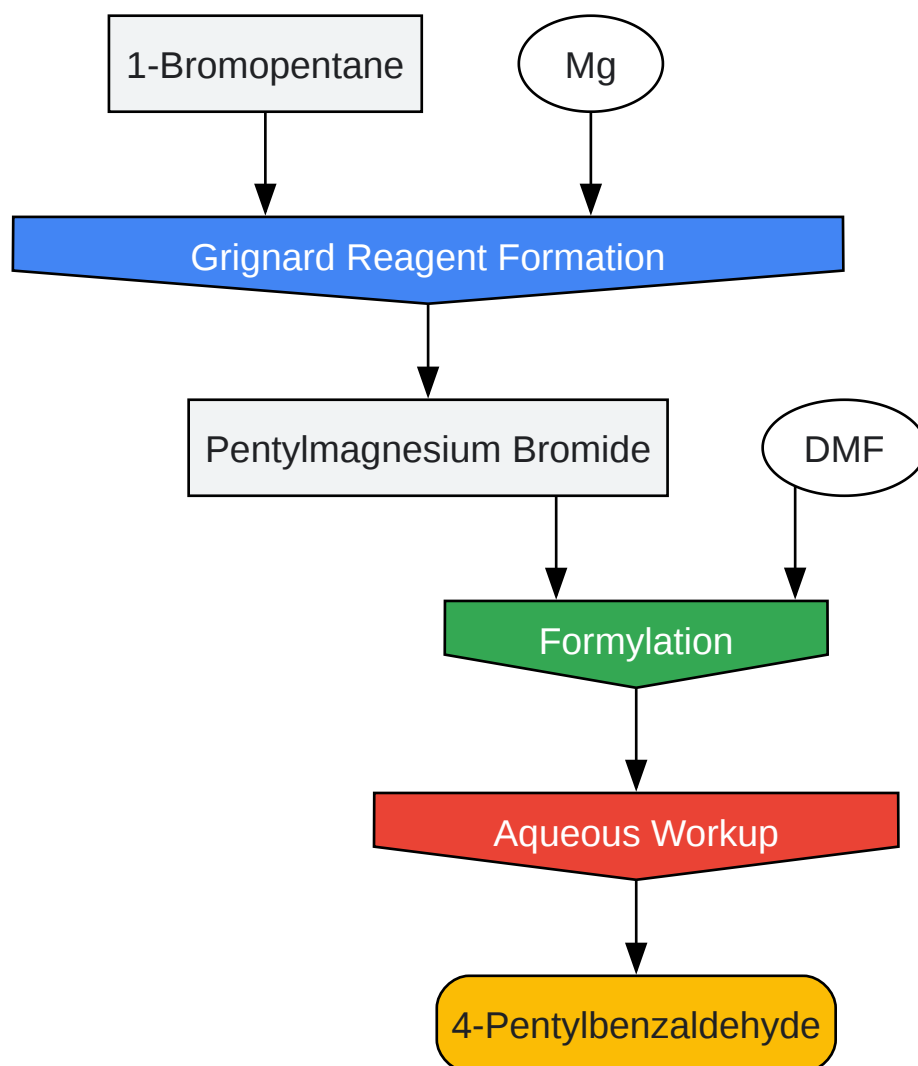 1-Bromopentane
Mg
Grignard Reagent Formation
Pentylmagnesium Bromide
DMF
Formylation
Aqueous Workup
4-Pentylbenzaldehyde